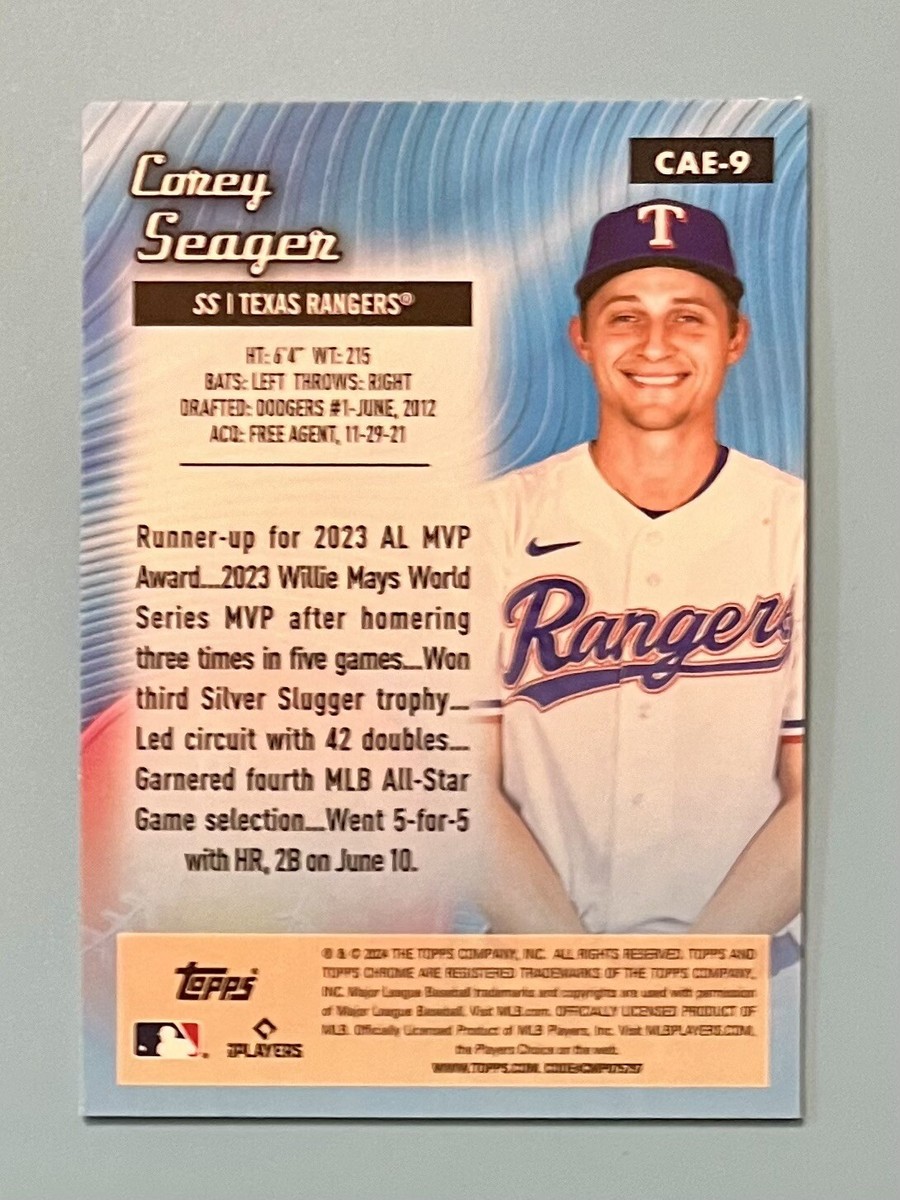 Corey
Seager
CAE-9
T
SS | TEXAS RANGERS®
HT: 6'4" WT: 215
BATS: LEFT THROWS: RIGHT
DRAFTED: DODGERS #1-JUNE, 2012
ACQ: FREE AGENT, 11-29-21
Rangers
Runner-up for 2023 AL MVP
Award...2023 Willie Mays World
Series MVP after homering
three times in five games...Won
third Silver Slugger trophy...
Led circuit with 42 doubles...
Garnered fourth MLB All-Star
Game selection...Went 5-for-5
with HR, 2B on June 10.
topps
PLAYERS
® & © 2024 THE TOPPS COMPANY, INC. ALL RIGHTS RESERVED. TOPPS AND
TOPPS CHROME ARE REGISTERED TRADEMARKS OF THE TOPPS COMPANY,
INC. Major League Baseball trademarks and copyrights are used with permission
of Major League Baseball. Visit MLB.com. OFFICIALLY LICENSED PRODUCT OF
MLB. Officially Licensed Product of MLB Players, Inc. Visit MLBPLAYERS.COM,
the Players Choice on the web.
WWW.TOPPS.COM.